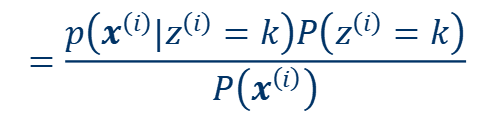 = p(x^(i)|z^(i) = k)P(z^(i) = k) / P(x^(i))